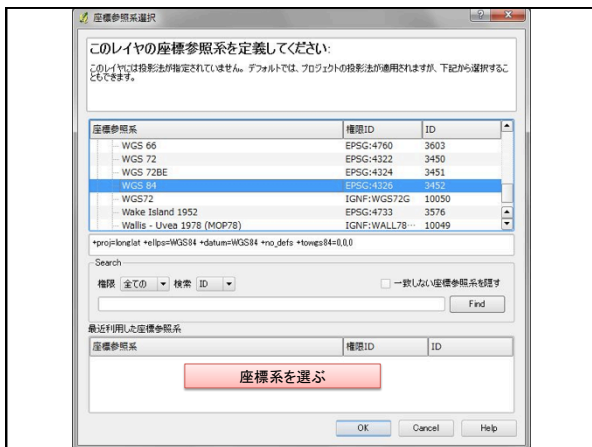 座標参照系選択
このレイヤの座標参照系を定義してください:
このレイヤには投影法が指定されていません。デフォルトでは、プロジェクトの投影法が適用されますが、下記から選択するこ
ともできます。
座標参照系 権限ID ID
WGS 66 EPSG:4760 3603
WGS 72 EPSG:4322 3450
WGS 72BE EPSG:4324 3451
WGS 84 EPSG:4326 3452
WGS72 IGNF:WGS72G 10050
Wake Island 1952 EPSG:4733 3576
Wallis - Uvea 1978 (MOP78) IGNF:WALL78… 10049
+proj=longlat +ellps=WGS84 +datum=WGS84 +no_defs +towgs84=0,0,0
Search
権限 全ての 検索 ID 一致しない座標参照系を隠す
Find
最近利用した座標参照系
座標参照系 権限ID ID
座標系を選ぶ
OK Cancel Help